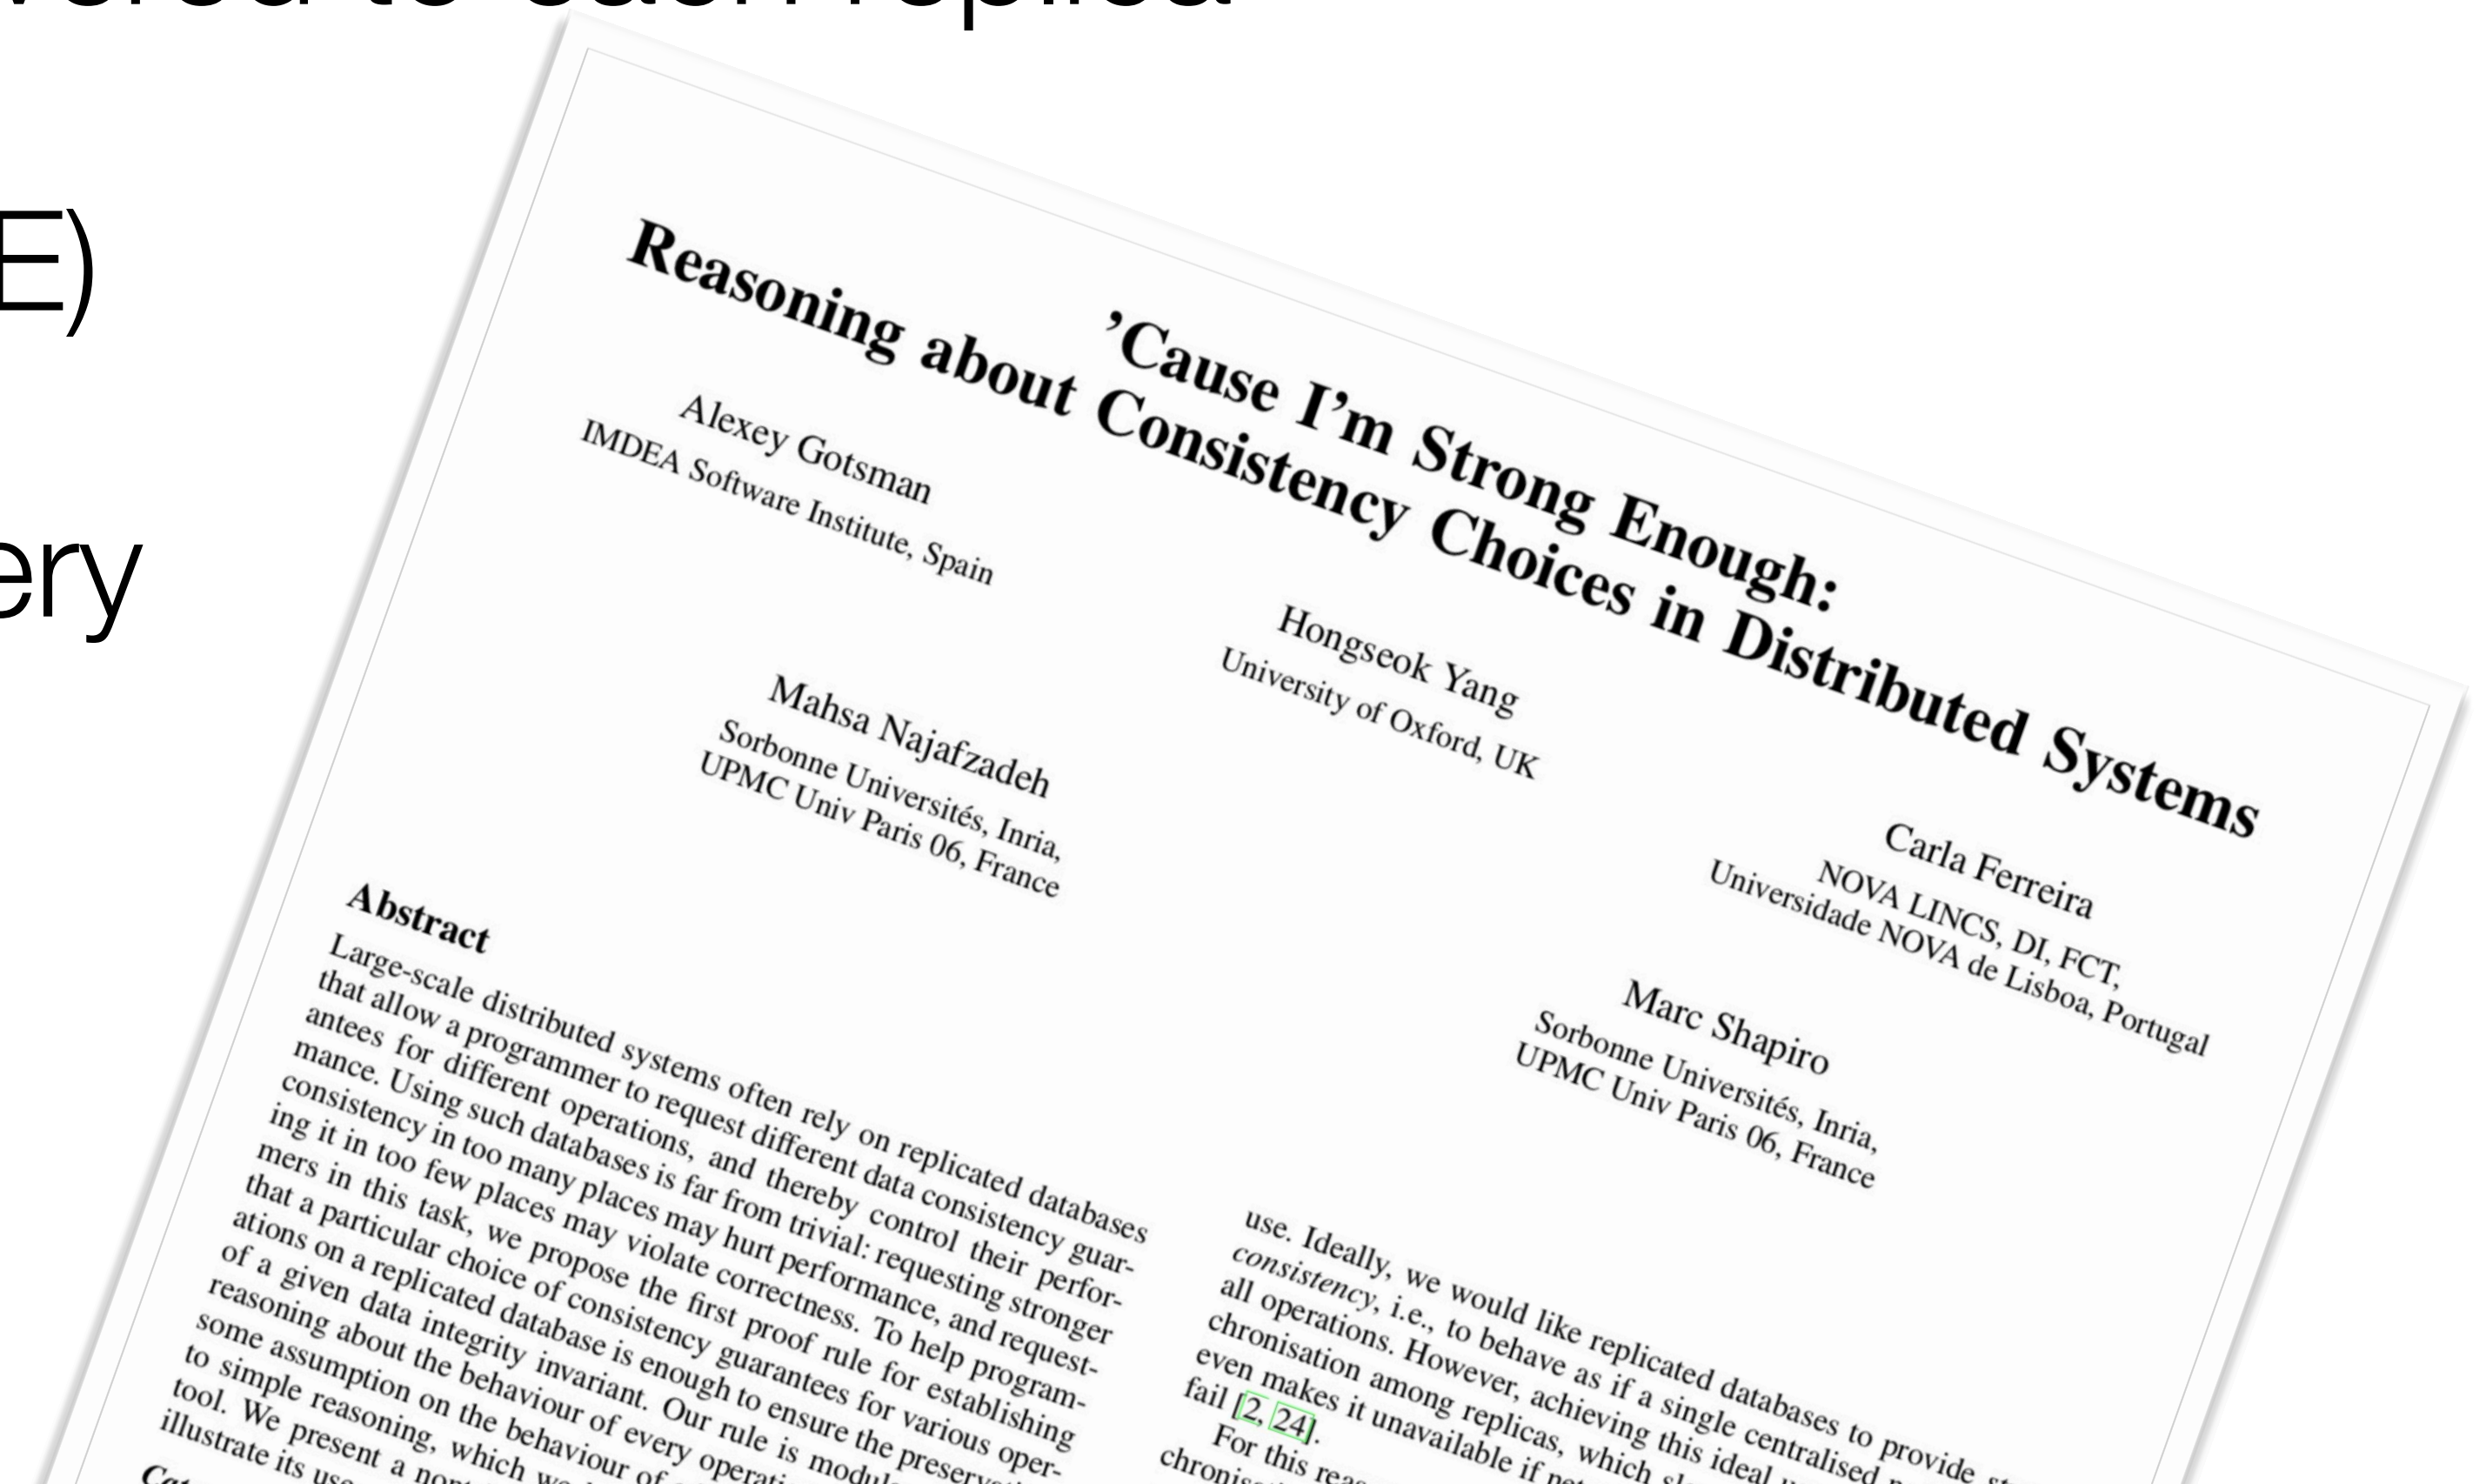 to each replica
E)
ery
’Cause I’m Strong Enough:
Reasoning about Consistency Choices in Distributed Systems
Alexey Gotsman
IMDEA Software Institute, Spain
Hongseok Yang
University of Oxford, UK
Carla Ferreira
NOVA LINCS, DI, FCT,
Universidade NOVA de Lisboa, Portugal
Mahsa Najafzadeh
Sorbonne Universités, Inria,
UPMC Univ Paris 06, France
Marc Shapiro
Sorbonne Universités, Inria,
UPMC Univ Paris 06, France
Abstract
Large-scale distributed systems often rely on replicated databases
that allow a programmer to request different data consistency guar-
antees for different operations, and thereby control their perfor-
mance. Using such databases is far from trivial: requesting stronger
consistency in too many places may hurt performance, and request-
ing it in too few places may violate correctness. To help program-
mers in this task, we propose the first proof rule for establishing
that a particular choice of consistency guarantees for various oper-
ations on a replicated database is enough to ensure the
of a given data integrity invariant. Our rule is
reasoning about the behaviour of every
some assumption on the behaviour of
to simple reasoning, which we
tool. We present a
illustrate its use
use. Ideally, we would like replicated databases to provide
consistency, i.e., to behave as if a single centralised
all operations. However, achieving this ideal
chronisation among replicas, which
even makes it unavailable if
fail [2, 24].
For this